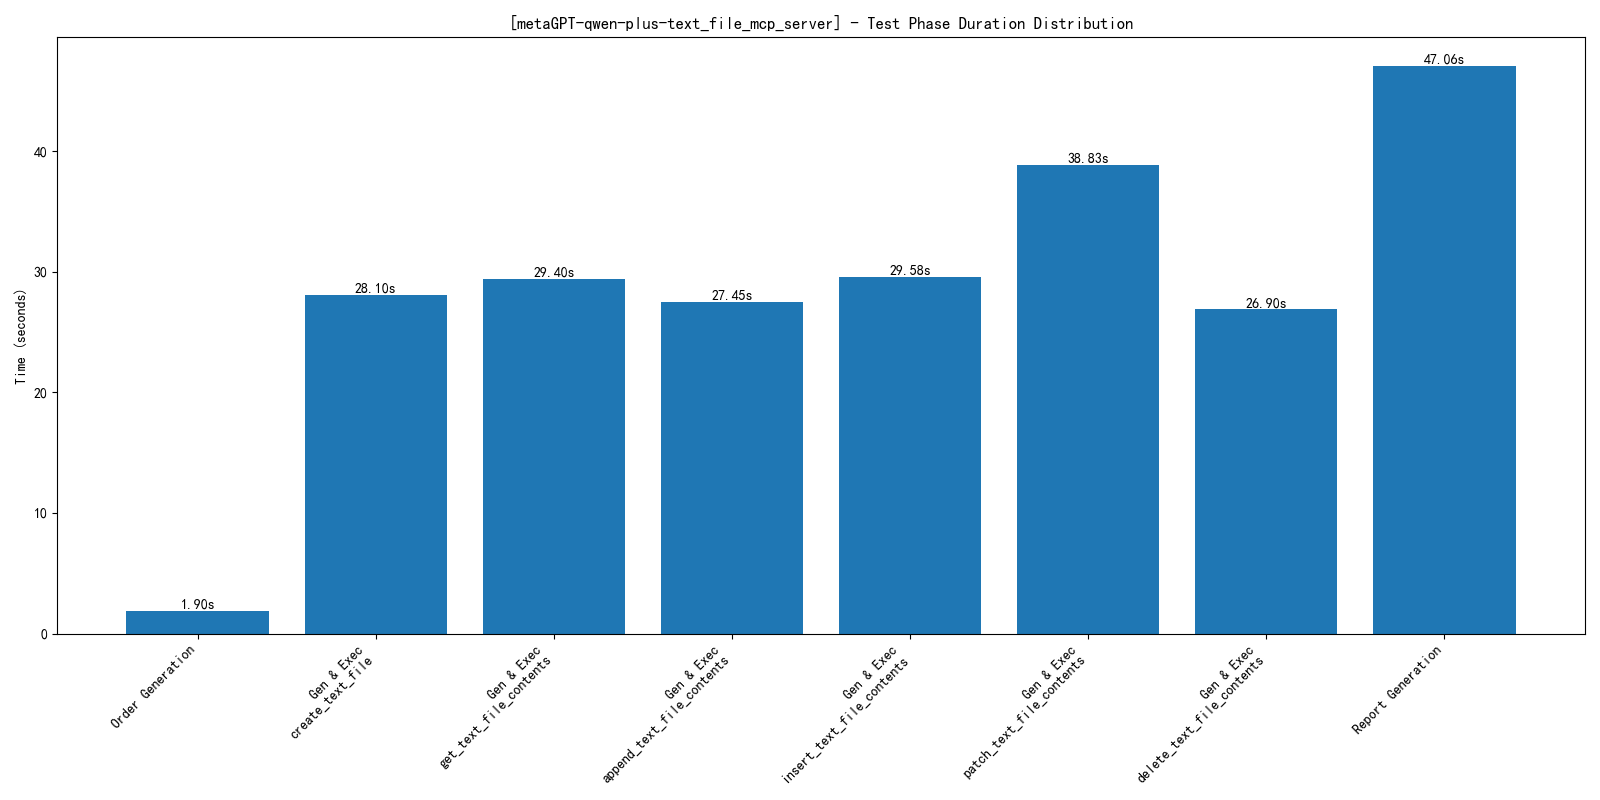 [metaGPT-qwen-plus-text_file_mcp_server] - Test Phase Duration Distribution
Time (seconds)
40
30
20
10
0
1.90s
28.10s
29.40s
27.45s
29.58s
38.83s
26.90s
47.06s
Order Generation
Gen & Exec
create_text_file
Gen & Exec
get_text_file_contents
Gen & Exec
append_text_file_contents
Gen & Exec
insert_text_file_contents
Gen & Exec
patch_text_file_contents
Gen & Exec
delete_text_file_contents
Report Generation